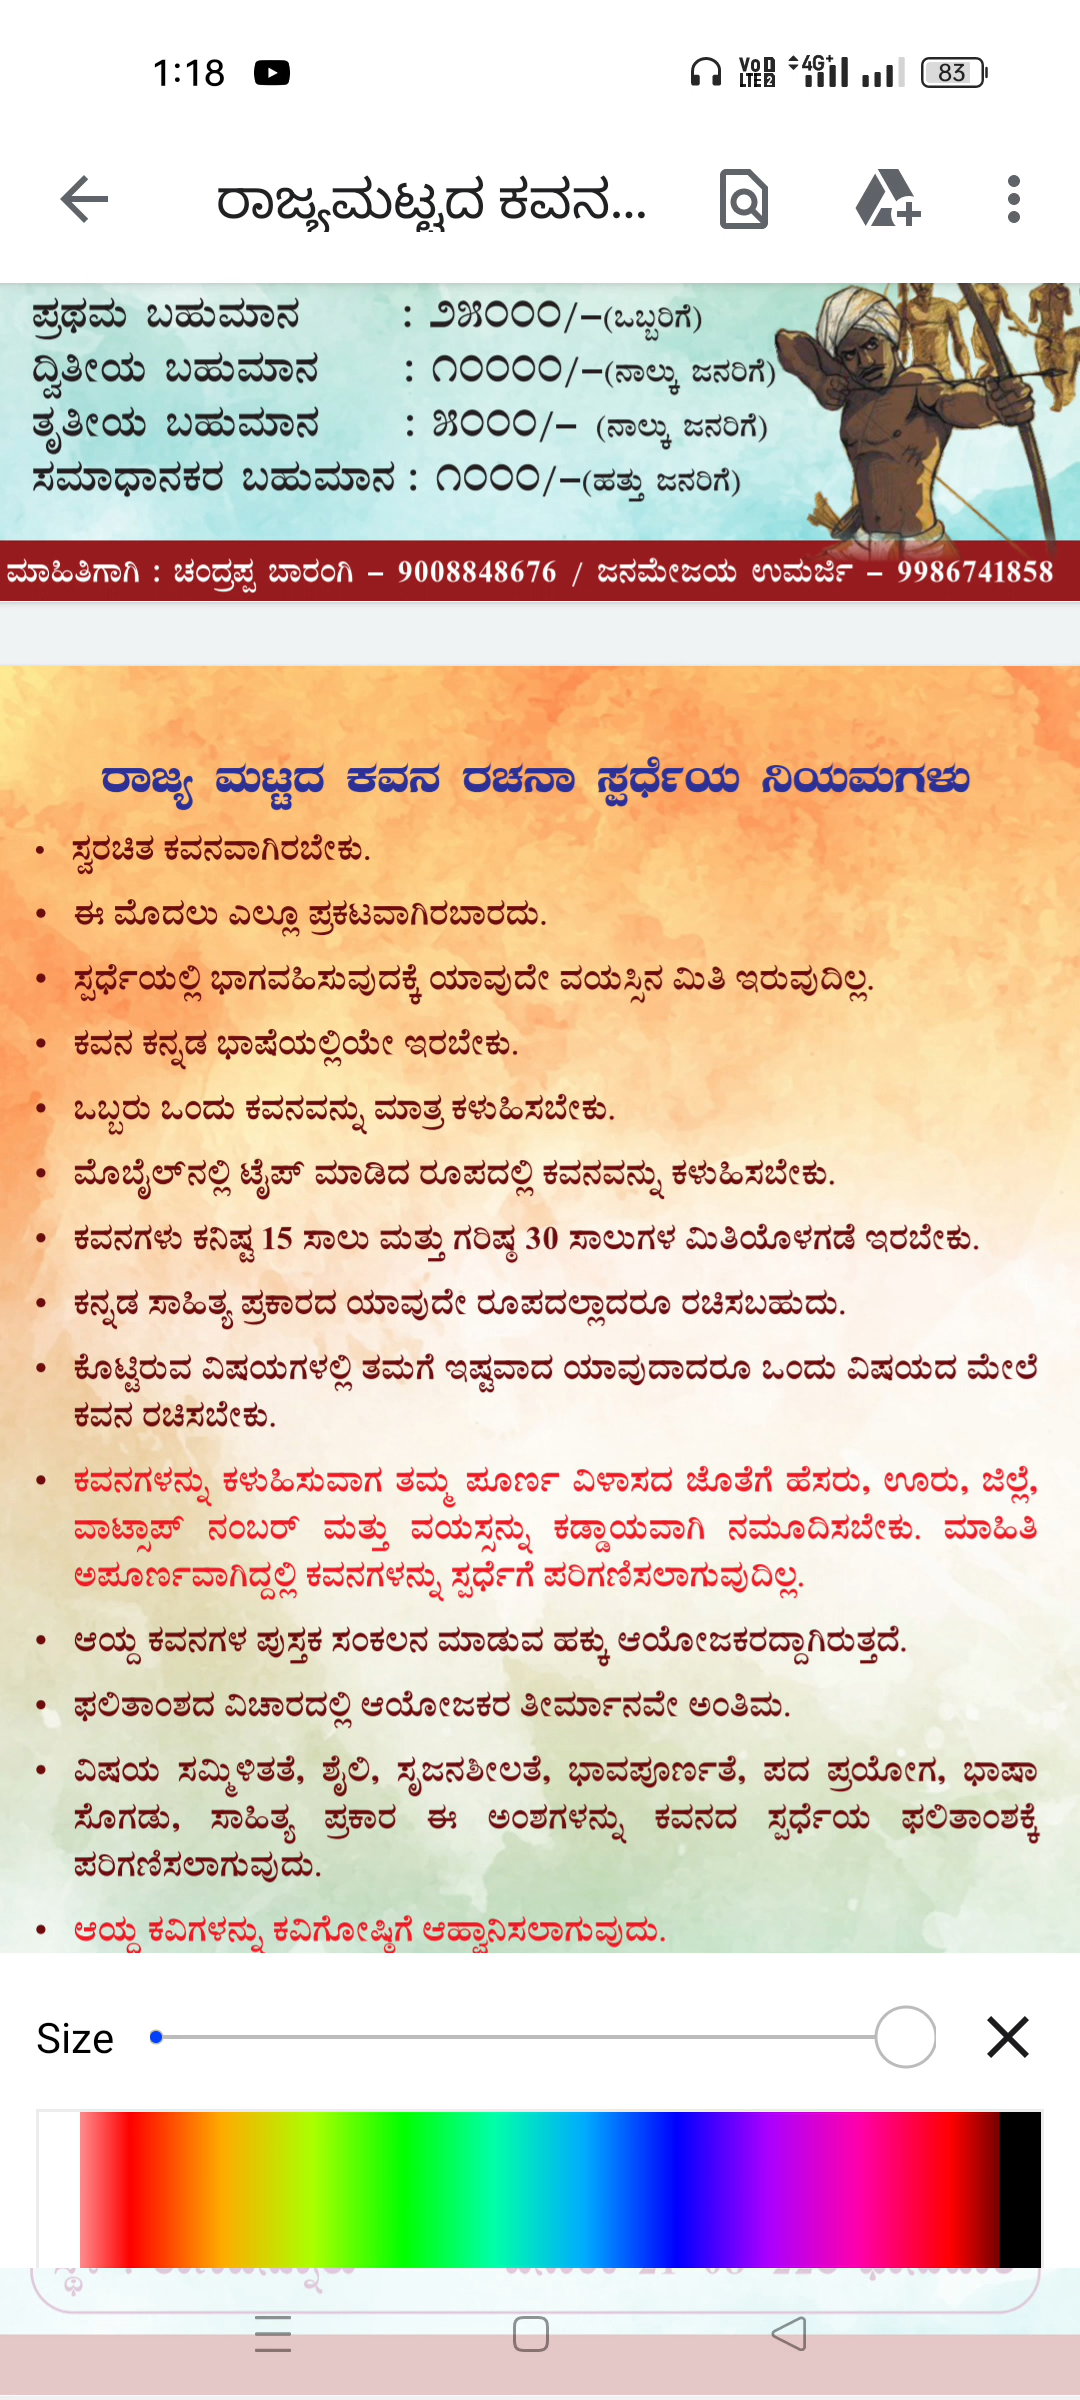 1:18
VoLTE 2 4G+ 83
ರಾಜ್ಯಮಟ್ಟದ ಕವನ...
ಪ್ರಥಮ ಬಹುಮಾನ : ೨೫೦೦೦/–(ಒಬ್ಬರಿಗೆ)
ದ್ವಿತೀಯ ಬಹುಮಾನ : ೧೦೦೦೦/–(ನಾಲ್ಕು ಜನರಿಗೆ)
ತೃತೀಯ ಬಹುಮಾನ : ೫೦೦೦/– (ನಾಲ್ಕು ಜನರಿಗೆ)
ಸಮಾಧಾನಕರ ಬಹುಮಾನ : ೧೦೦೦/–(ಹತ್ತು ಜನರಿಗೆ)
ಮಾಹಿತಿಗಾಗಿ : ಚಂದ್ರಪ್ಪ ಬಾರಂಗಿ – 9008848676 / ಜನಮೇಜಯ ಉಮರ್ಜಿ – 9986741858
ರಾಜ್ಯ ಮಟ್ಟದ ಕವನ ರಚನಾ ಸ್ಪರ್ಧೆಯ ನಿಯಮಗಳು
• ಸ್ವರಚಿತ ಕವನವಾಗಿರಬೇಕು.
• ಈ ಮೊದಲು ಎಲ್ಲೂ ಪ್ರಕಟವಾಗಿರಬಾರದು.
• ಸ್ಪರ್ಧೆಯಲ್ಲಿ ಭಾಗವಹಿಸುವುದಕ್ಕೆ ಯಾವುದೇ ವಯಸ್ಸಿನ ಮಿತಿ ಇರುವುದಿಲ್ಲ.
• ಕವನ ಕನ್ನಡ ಭಾಷೆಯಲ್ಲಿಯೇ ಇರಬೇಕು.
• ಒಬ್ಬರು ಒಂದು ಕವನವನ್ನು ಮಾತ್ರ ಕಳುಹಿಸಬೇಕು.
• ಮೊಬೈಲ್‌ನಲ್ಲಿ ಟೈಪ್ ಮಾಡಿದ ರೂಪದಲ್ಲಿ ಕವನವನ್ನು ಕಳುಹಿಸಬೇಕು.
• ಕವನಗಳು ಕನಿಷ್ಟ 15 ಸಾಲು ಮತ್ತು ಗರಿಷ್ಠ 30 ಸಾಲುಗಳ ಮಿತಿಯೊಳಗಡೆ ಇರಬೇಕು.
• ಕನ್ನಡ ಸಾಹಿತ್ಯ ಪ್ರಕಾರದ ಯಾವುದೇ ರೂಪದಲ್ಲಾದರೂ ರಚಿಸಬಹುದು.
• ಕೊಟ್ಟಿರುವ ವಿಷಯಗಳಲ್ಲಿ ತಮಗೆ ಇಷ್ಟವಾದ ಯಾವುದಾದರೂ ಒಂದು ವಿಷಯದ ಮೇಲೆ
ಕವನ ರಚಿಸಬೇಕು.
• ಕವನಗಳನ್ನು ಕಳುಹಿಸುವಾಗ ತಮ್ಮ ಪೂರ್ಣ ವಿಳಾಸದ ಜೊತೆಗೆ ಹೆಸರು, ಊರು, ಜಿಲ್ಲೆ,
ವಾಟ್ಸಾಪ್ ನಂಬರ್ ಮತ್ತು ವಯಸ್ಸನ್ನು ಕಡ್ಡಾಯವಾಗಿ ನಮೂದಿಸಬೇಕು. ಮಾಹಿತಿ
ಅಪೂರ್ಣವಾಗಿದ್ದಲ್ಲಿ ಕವನಗಳನ್ನು ಸ್ಪರ್ಧೆಗೆ ಪರಿಗಣಿಸಲಾಗುವುದಿಲ್ಲ.
• ಆಯ್ದ ಕವನಗಳ ಪುಸ್ತಕ ಸಂಕಲನ ಮಾಡುವ ಹಕ್ಕು ಆಯೋಜಕರದ್ದಾಗಿರುತ್ತದೆ.
• ಫಲಿತಾಂಶದ ವಿಚಾರದಲ್ಲಿ ಆಯೋಜಕರ ತೀರ್ಮಾನವೇ ಅಂತಿಮ.
• ವಿಷಯ ಸಮ್ಮಿಳಿತತೆ, ಶೈಲಿ, ಸೃಜನಶೀಲತೆ, ಭಾವಪೂರ್ಣತೆ, ಪದ ಪ್ರಯೋಗ, ಭಾಷಾ
ಸೊಗಡು, ಸಾಹಿತ್ಯ ಪ್ರಕಾರ ಈ ಅಂಶಗಳನ್ನು ಕವನದ ಸ್ಪರ್ಧೆಯ ಫಲಿತಾಂಶಕ್ಕೆ
ಪರಿಗಣಿಸಲಾಗುವುದು.
• ಆಯ್ದ ಕವಿಗಳನ್ನು ಕವಿಗೋಷ್ಠಿಗೆ ಆಹ್ವಾನಿಸಲಾಗುವುದು.
Size